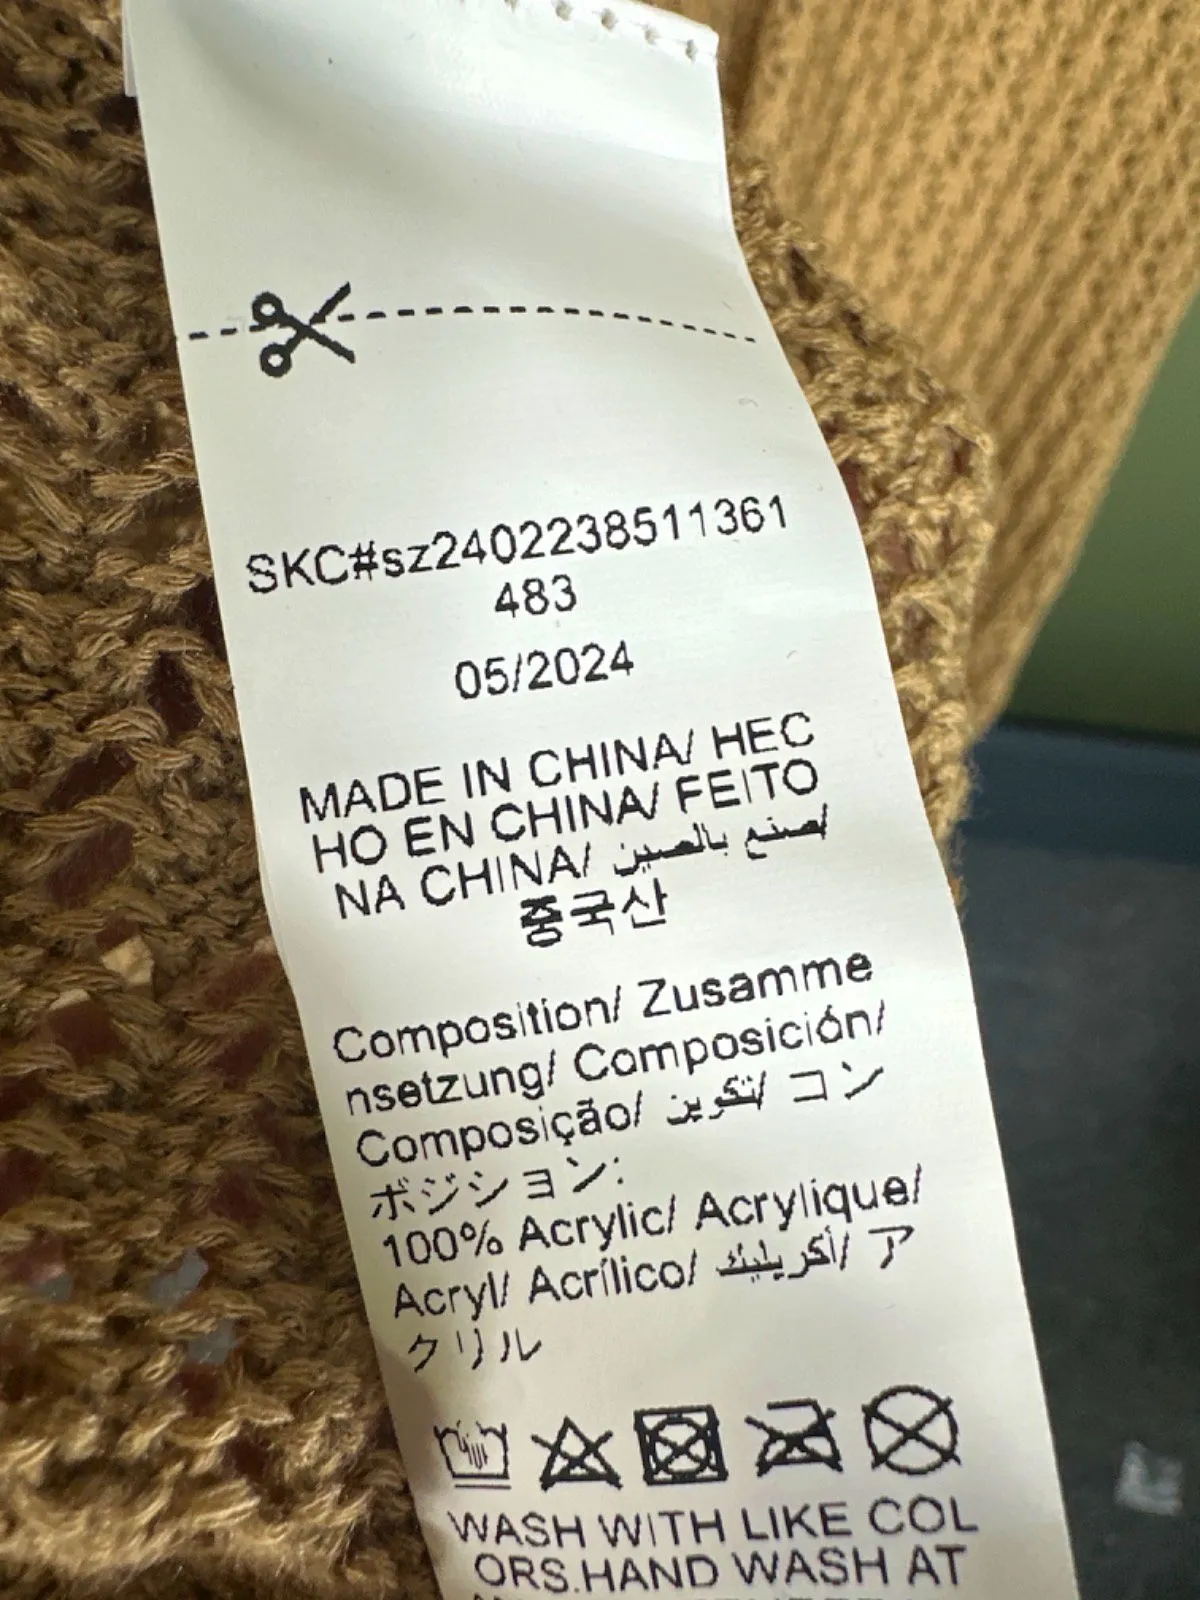 SKC#sz2402238511361
483
05/2024
MADE IN CHINA/ HEC
HO EN CHINA/ FEITO
NA CHINA/ صنع بالصين/
중국산
Composition/ Zusamme
nsetzung/ Composición/
Composição/ تكوين/ コン
ポジション:
100% Acrylic/ Acrylique/
Acryl/ Acrílico/ أكريليك/ ア
クリル
WASH WITH LIKE COL
ORS.HAND WASH AT